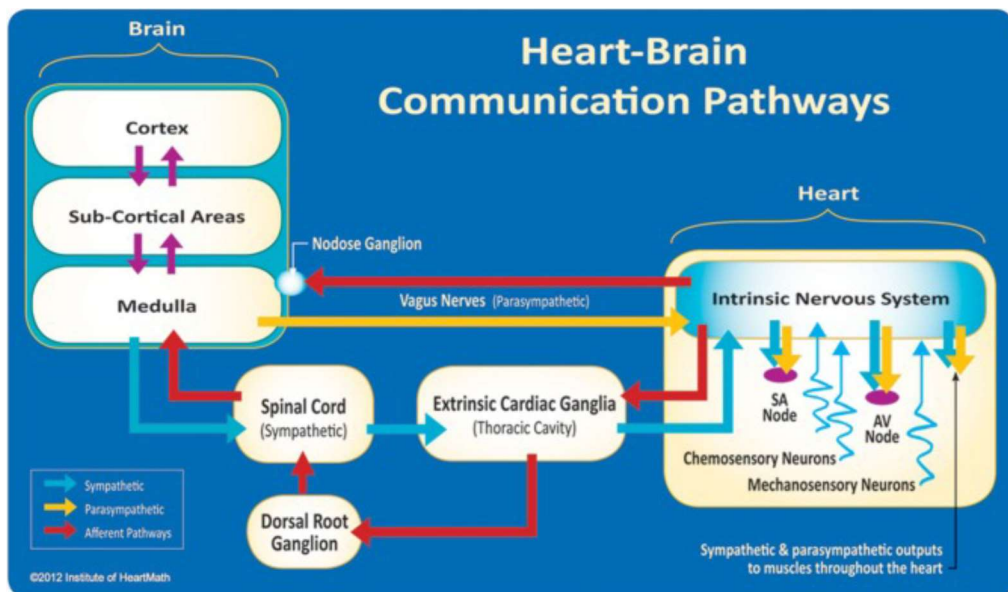 Brain
Heart-Brain
Communication Pathways
Cortex
Sub-Cortical Areas
Medulla
Nodose Ganglion
Vagus Nerves (Parasympathetic)
Heart
Intrinsic Nervous System
SA
Node
AV
Node
Chemosensory Neurons
Mechanosensory Neurons
Spinal Cord
(Sympathetic)
Extrinsic Cardiac Ganglia
(Thoracic Cavity)
Dorsal Root
Ganglion
Sympathetic
Parasympathetic
Afferent Pathways
Sympathetic & parasympathetic outputs
to muscles throughout the heart
©2012 Institute of HeartMath